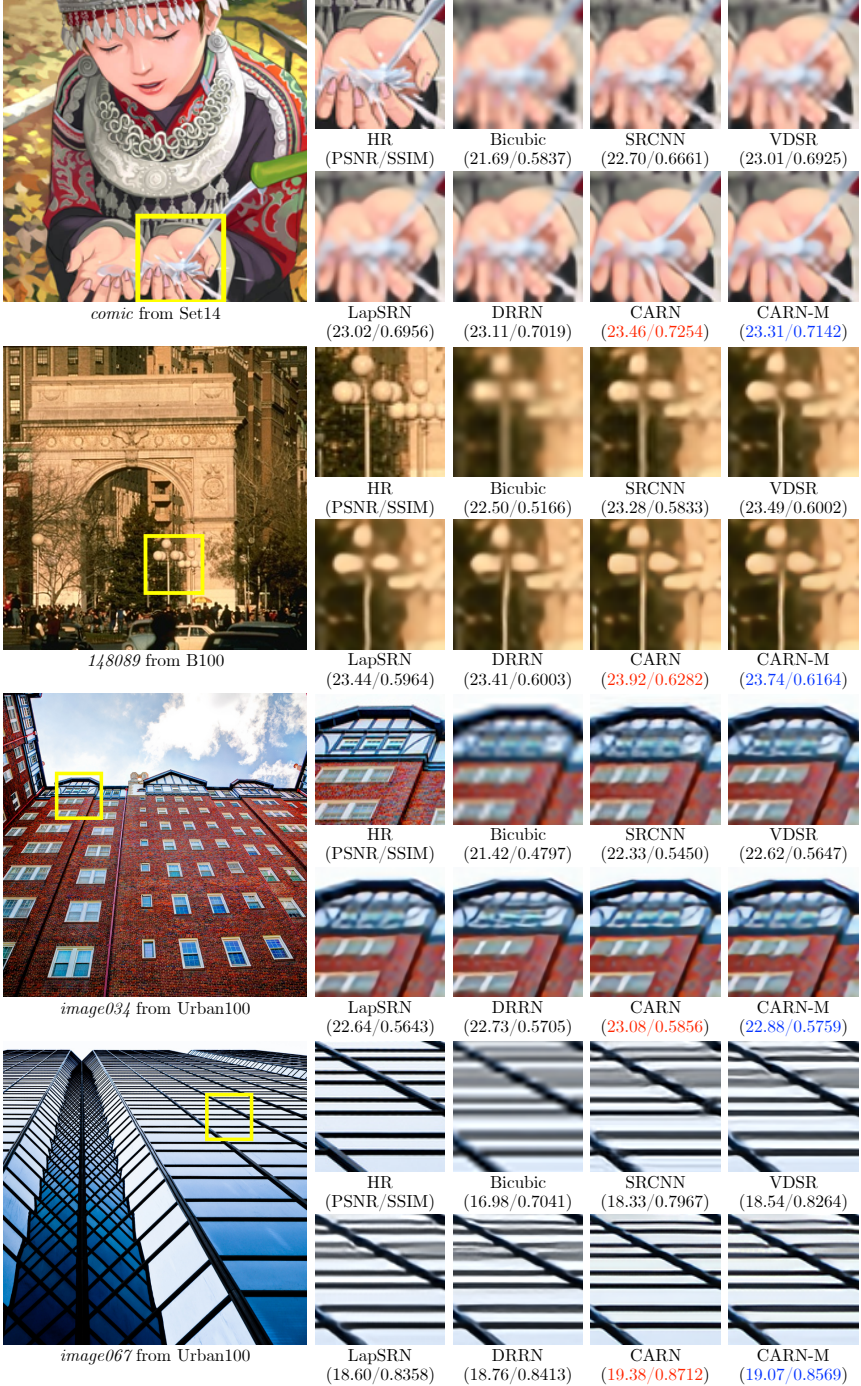 HR Bicubic SRCNN VDSR
(PSNR/SSIM) (21.69/0.5837) (22.70/0.6661) (23.01/0.6925)
comic from Set14
LapSRN DRRN CARN CARN-M
(23.02/0.6956) (23.11/0.7019) (23.46/0.7254) (23.31/0.7142)
HR Bicubic SRCNN VDSR
(PSNR/SSIM) (22.50/0.5166) (23.28/0.5833) (23.49/0.6002)
148089 from B100
LapSRN DRRN CARN CARN-M
(23.44/0.5964) (23.41/0.6003) (23.92/0.6282) (23.74/0.6164)
HR Bicubic SRCNN VDSR
(PSNR/SSIM) (21.42/0.4797) (22.33/0.5450) (22.62/0.5647)
image034 from Urban100
LapSRN DRRN CARN CARN-M
(22.64/0.5643) (22.73/0.5705) (23.08/0.5856) (22.88/0.5759)
HR Bicubic SRCNN VDSR
(PSNR/SSIM) (16.98/0.7041) (18.33/0.7967) (18.54/0.8264)
image067 from Urban100
LapSRN DRRN CARN CARN-M
(18.60/0.8358) (18.76/0.8413) (19.38/0.8712) (19.07/0.8569)